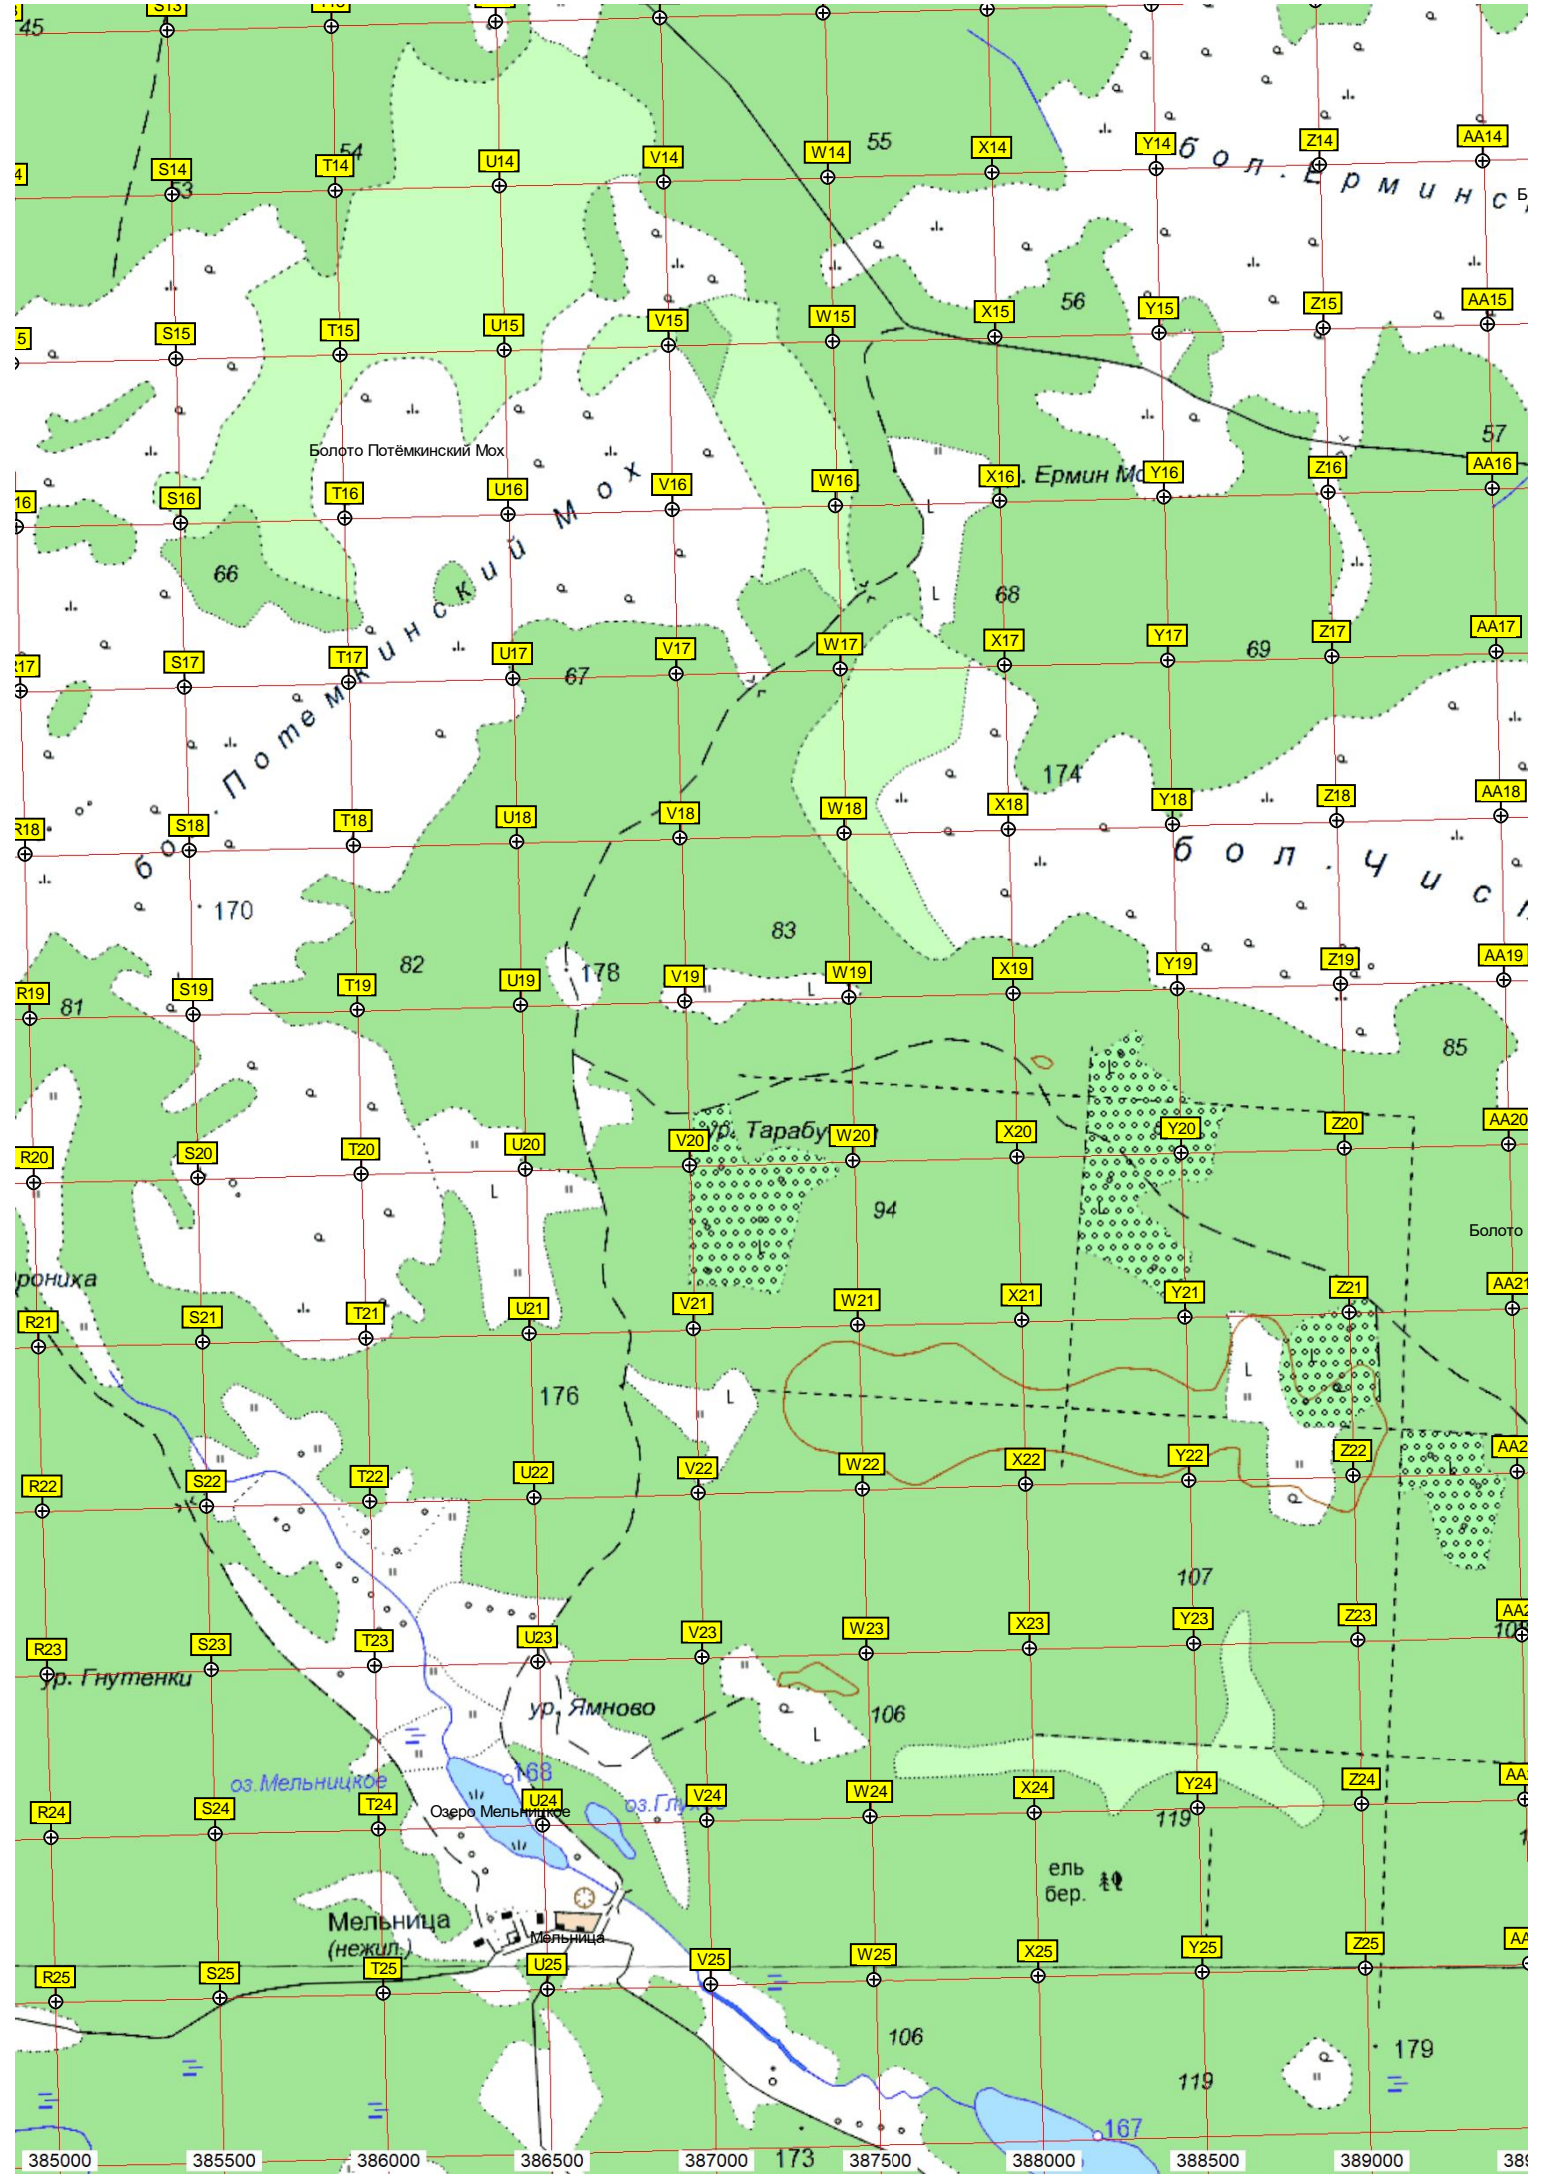 45
S14
T14
54
U14
V14
W14
55
X14
Y14
бол.
Z14
AA14
S15
T15
U15
V15
W15
X15
56
Y15
Z15
AA15
Болото Потёмкинский Мох
57
S16
T16
U16
V16
W16
X16
Ермин
Y16
Z16
AA16
66
68
S17
T17
U17
67
V17
W17
X17
Y17
69
Z17
AA17
бол. Потемкинский Мох
174
R18
S18
T18
U18
V18
W18
X18
Y18
Z18
AA18
бол.
170
83
82
81
R19
S19
T19
U19
178
V19
W19
X19
Y19
Z19
AA19
85
R20
S20
T20
U20
V20
ур.
W20
X20
Y20
Z20
AA20
94
Болото
R21
S21
T21
U21
V21
W21
X21
Y21
Z21
AA21
176
R22
S22
T22
U22
V22
W22
X22
Y22
Z22
107
R23
S23
T23
U23
V23
W23
X23
Y23
Z23
ур. Гнутенки
ур. Ямново
106
оз.Мельницкое
168
Озеро Мельницкое
R24
S24
T24
U24
V24
W24
X24
Y24
Z24
119
ель
бер.
Мельница
(нежил.)
Мельница
R25
S25
T25
U25
V25
W25
X25
Y25
Z25
106
179
119
167
173
385000 385500 386000 386500 387000 387500 388000 388500 389000